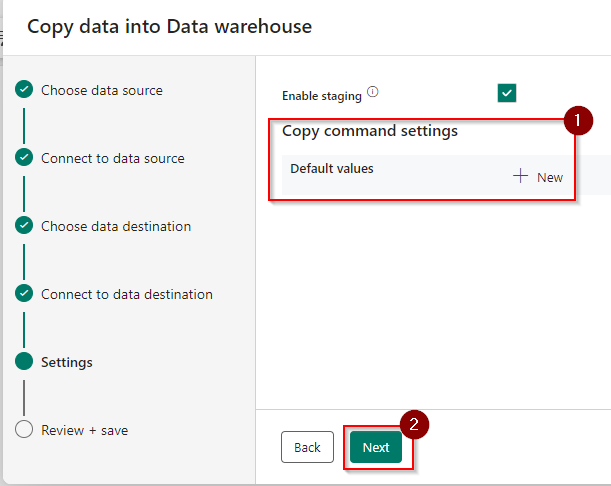 Copy data into Data warehouse
Choose data source
Connect to data source
Choose data destination
Connect to data destination
Settings
Review + save
Enable staging
1
Copy command settings
Default values
+ New
2
Back
Next